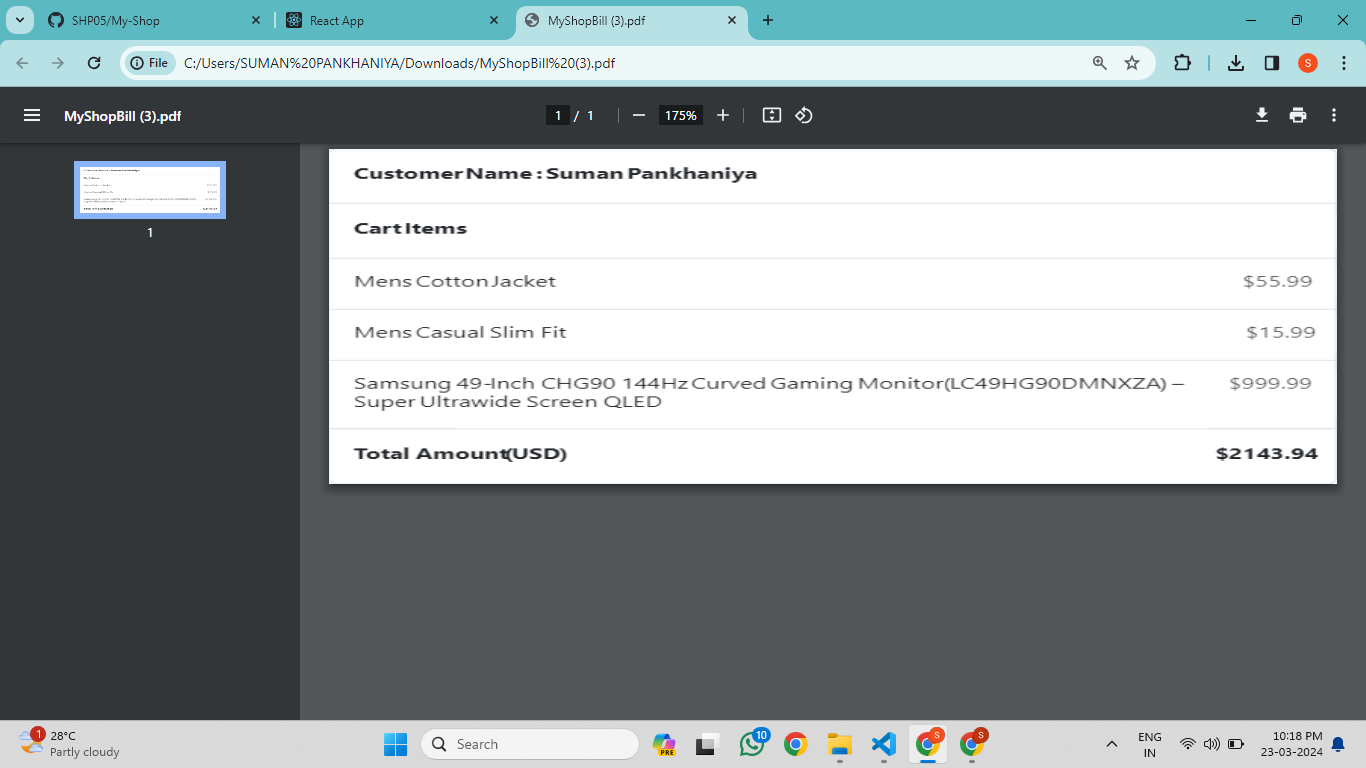 SHP05/My-Shop
React App
MyShopBill (3).pdf
File
C:/Users/SUMAN%20PANKHANIYA/Downloads/MyShopBill%20(3).pdf
S
MyShopBill (3).pdf
1 / 1
175%
1
Customer Name : Suman Pankhaniya
Cart Items
Mens Cotton Jacket $55.99
Mens Casual Slim Fit $15.99
Samsung 49-Inch CHG90 144Hz Curved Gaming Monitor(LC49HG90DMNXZA) – $999.99
Super Ultrawide Screen QLED
Total Amount(USD) $2143.94
1
28°C
Partly cloudy
Search
PRE
10
S
S
ENG
IN
10:18 PM
23-03-2024